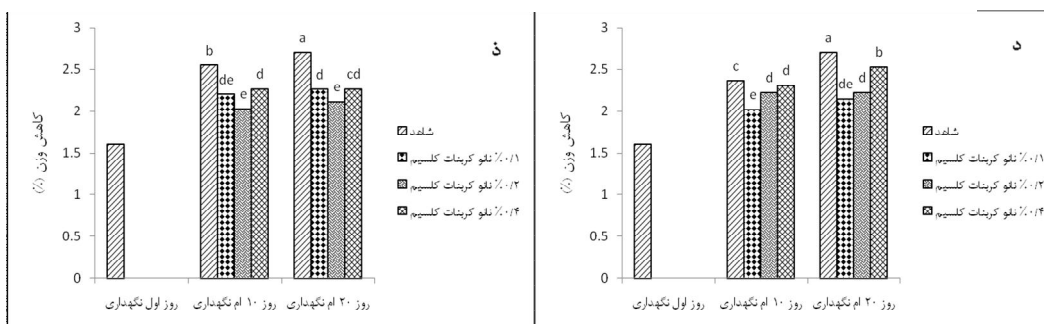 ن
کاهش وزن (٪)
3
2.5
2
1.5
1
0.5
0
b
de
e
d
a
d
e
cd
روز اول نگهداری
روز ۱۰ ام نگهداری
روز ۲۰ ام نگهداری
شاهد
۰/۱٪ نانو کربنات کلسیم
۰/۲٪ نانو کربنات کلسیم
۰/۴٪ نانو کربنات کلسیم
د
کاهش وزن (٪)
3
2.5
2
1.5
1
0.5
0
c
e
d
d
a
de
d
b
روز اول نگهداری
روز ۱۰ ام نگهداری
روز ۲۰ ام نگهداری
شاهد
۰/۱٪ نانو کربنات کلسیم
۰/۲٪ نانو کربنات کلسیم
۰/۴٪ نانو کربنات کلسیم